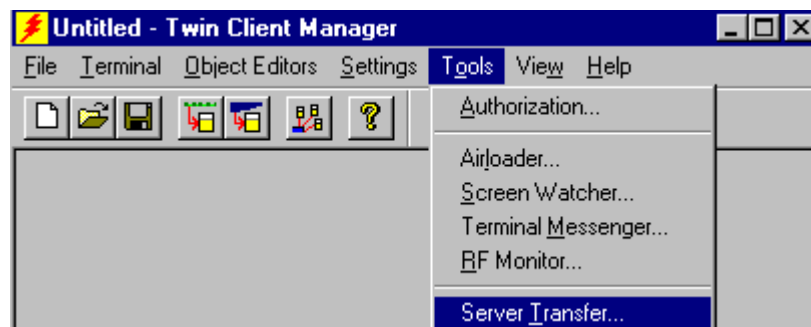 Untitled - Twin Client Manager
File Terminal Object Editors Settings Tools View Help
Authorization...
Airloader...
Screen Watcher...
Terminal Messenger...
RF Monitor...
Server Transfer...